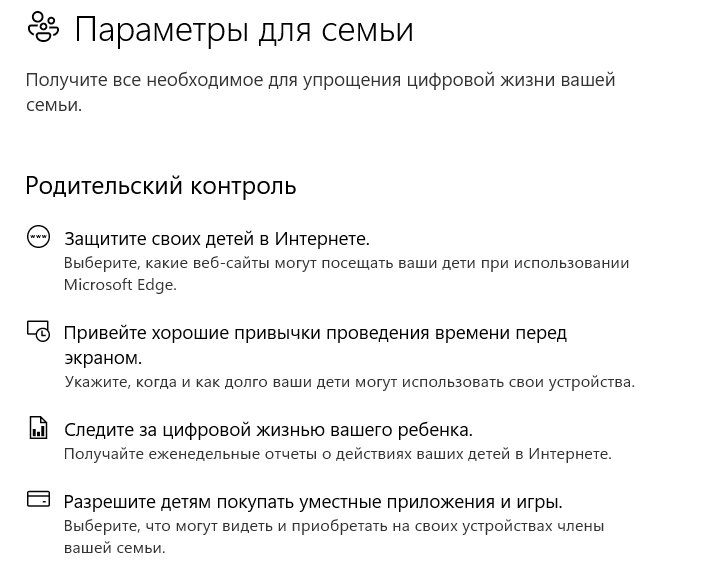 Параметры для семьи
Получите все необходимое для упрощения цифровой жизни вашей
семьи.
Родительский контроль
www
Защитите своих детей в Интернете.
Выберите, какие веб-сайты могут посещать ваши дети при использовании
Microsoft Edge.
Привейте хорошие привычки проведения времени перед
экраном.
Укажите, когда и как долго ваши дети могут использовать свои устройства.
Следите за цифровой жизнью вашего ребенка.
Получайте еженедельные отчеты о действиях ваших детей в Интернете.
Разрешите детям покупать уместные приложения и игры.
Выберите, что могут видеть и приобретать на своих устройствах члены
вашей семьи.